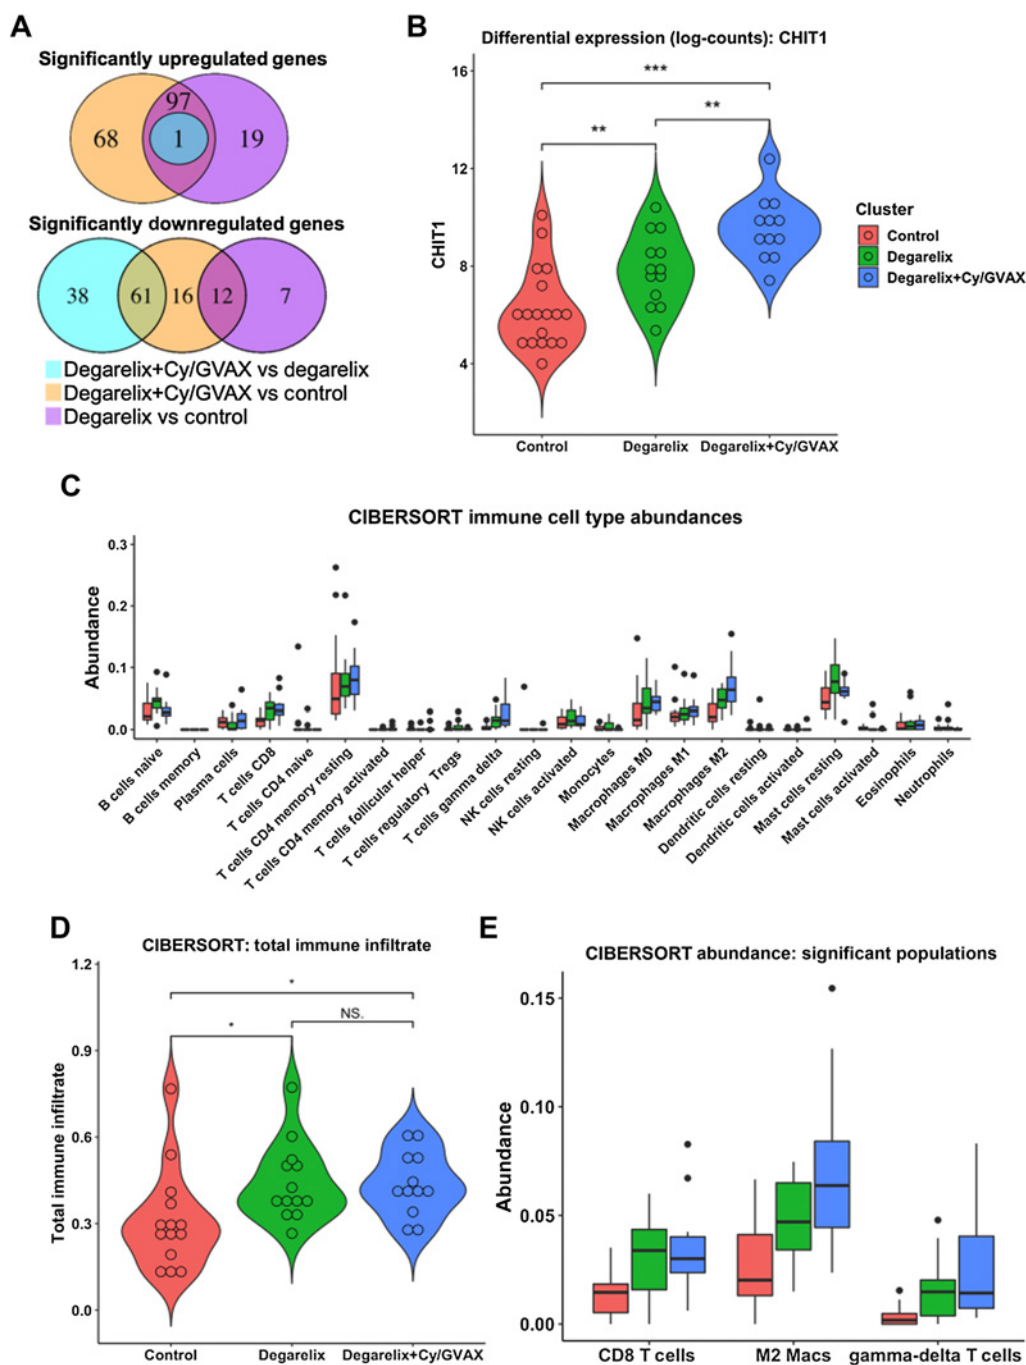 A
Significantly upregulated genes
97
68
1
19
Significantly downregulated genes
38
61
16
12
7
Degarelix+Cy/GVAX vs degarelix
Degarelix+Cy/GVAX vs control
Degarelix vs control
B
Differential expression (log-counts): CHIT1
16
12
8
4
CHIT1
***
**
**
Control
Degarelix
Degarelix+Cy/GVAX
Cluster
Control
Degarelix
Degarelix+Cy/GVAX
C
CIBERSORT immune cell type abundances
0.3
0.2
0.1
0.0
Abundance
B cells naive
B cells memory
Plasma cells
T cells CD8
T cells CD4 naive
T cells CD4 memory resting
T cells CD4 memory activated
T cells follicular helper
T cells regulatory Tregs
T cells gamma delta
NK cells resting
NK cells activated
Monocytes
Macrophages M0
Macrophages M1
Macrophages M2
Dendritic cells resting
Dendritic cells activated
Mast cells resting
Mast cells activated
Eosinophils
Neutrophils
D
CIBERSORT: total immune infiltrate
1.2
0.9
0.6
0.3
0.0
Total immune infiltrate
*
NS.
*
Control
Degarelix
Degarelix+Cy/GVAX
E
CIBERSORT abundance: significant populations
0.15
0.10
0.05
0.00
Abundance
CD8 T cells
M2 Macs
gamma-delta T cells